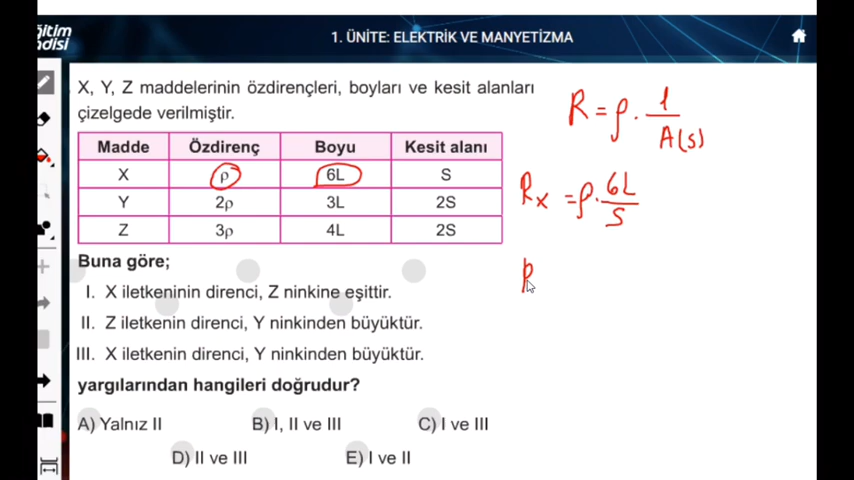 eğitim
ndisi
1. ÜNİTE: ELEKTRİK VE MANYETİZMA
X, Y, Z maddelerinin özdirençleri, boyları ve kesit alanları
çizelgede verilmiştir.
Madde Özdirenç Boyu Kesit alanı
X ρ 6L S
Y 2ρ 3L 2S
Z 3ρ 4L 2S
Buna göre;
I. X iletkeninin direnci, Z ninkine eşittir.
II. Z iletkenin direnci, Y ninkinden büyüktür.
III. X iletkenin direnci, Y ninkinden büyüktür.
yargılarından hangileri doğrudur?
A) Yalnız II B) I, II ve III C) I ve III
D) II ve III E) I ve II
R = ρ · l / A(s)
Rx = ρ · 6L / S
R